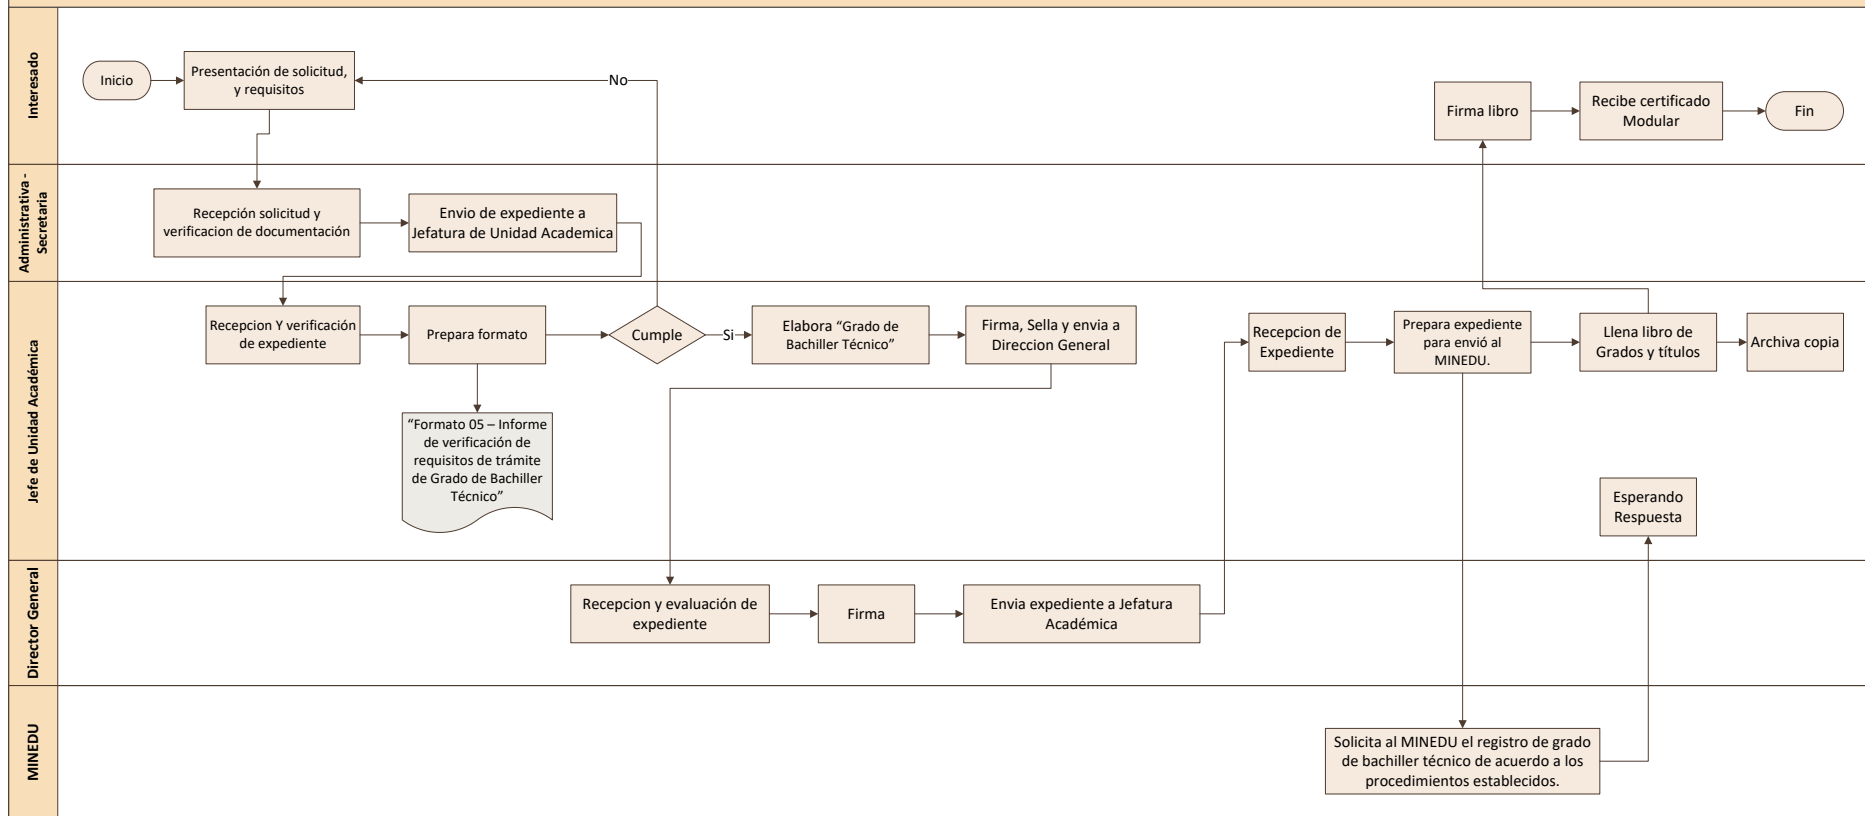 Interesado
Inicio
Presentación de solicitud,
y requisitos
No
Firma libro
Recibe certificado
Modular
Fin
Administrativa -
Secretaria
Recepción solicitud y
verificacion de documentación
Envio de expediente a
Jefatura de Unidad Academica
Jefe de Unidad Académica
Recepcion Y verificación
de expediente
Prepara formato
Cumple
Si
Elabora “Grado de
Bachiller Técnico”
Firma, Sella y envia a
Direccion General
Recepcion de
Expediente
Prepara expediente
para envió al
MINEDU.
Llena libro de
Grados y títulos
Archiva copia
“Formato 05 – Informe
de verificación de
requisitos de trámite
de Grado de Bachiller
Técnico”
Esperando
Respuesta
Director General
Recepcion y evaluación de
expediente
Firma
Envia expediente a Jefatura
Académica
MINEDU
Solicita al MINEDU el registro de grado
de bachiller técnico de acuerdo a los
procedimientos establecidos.